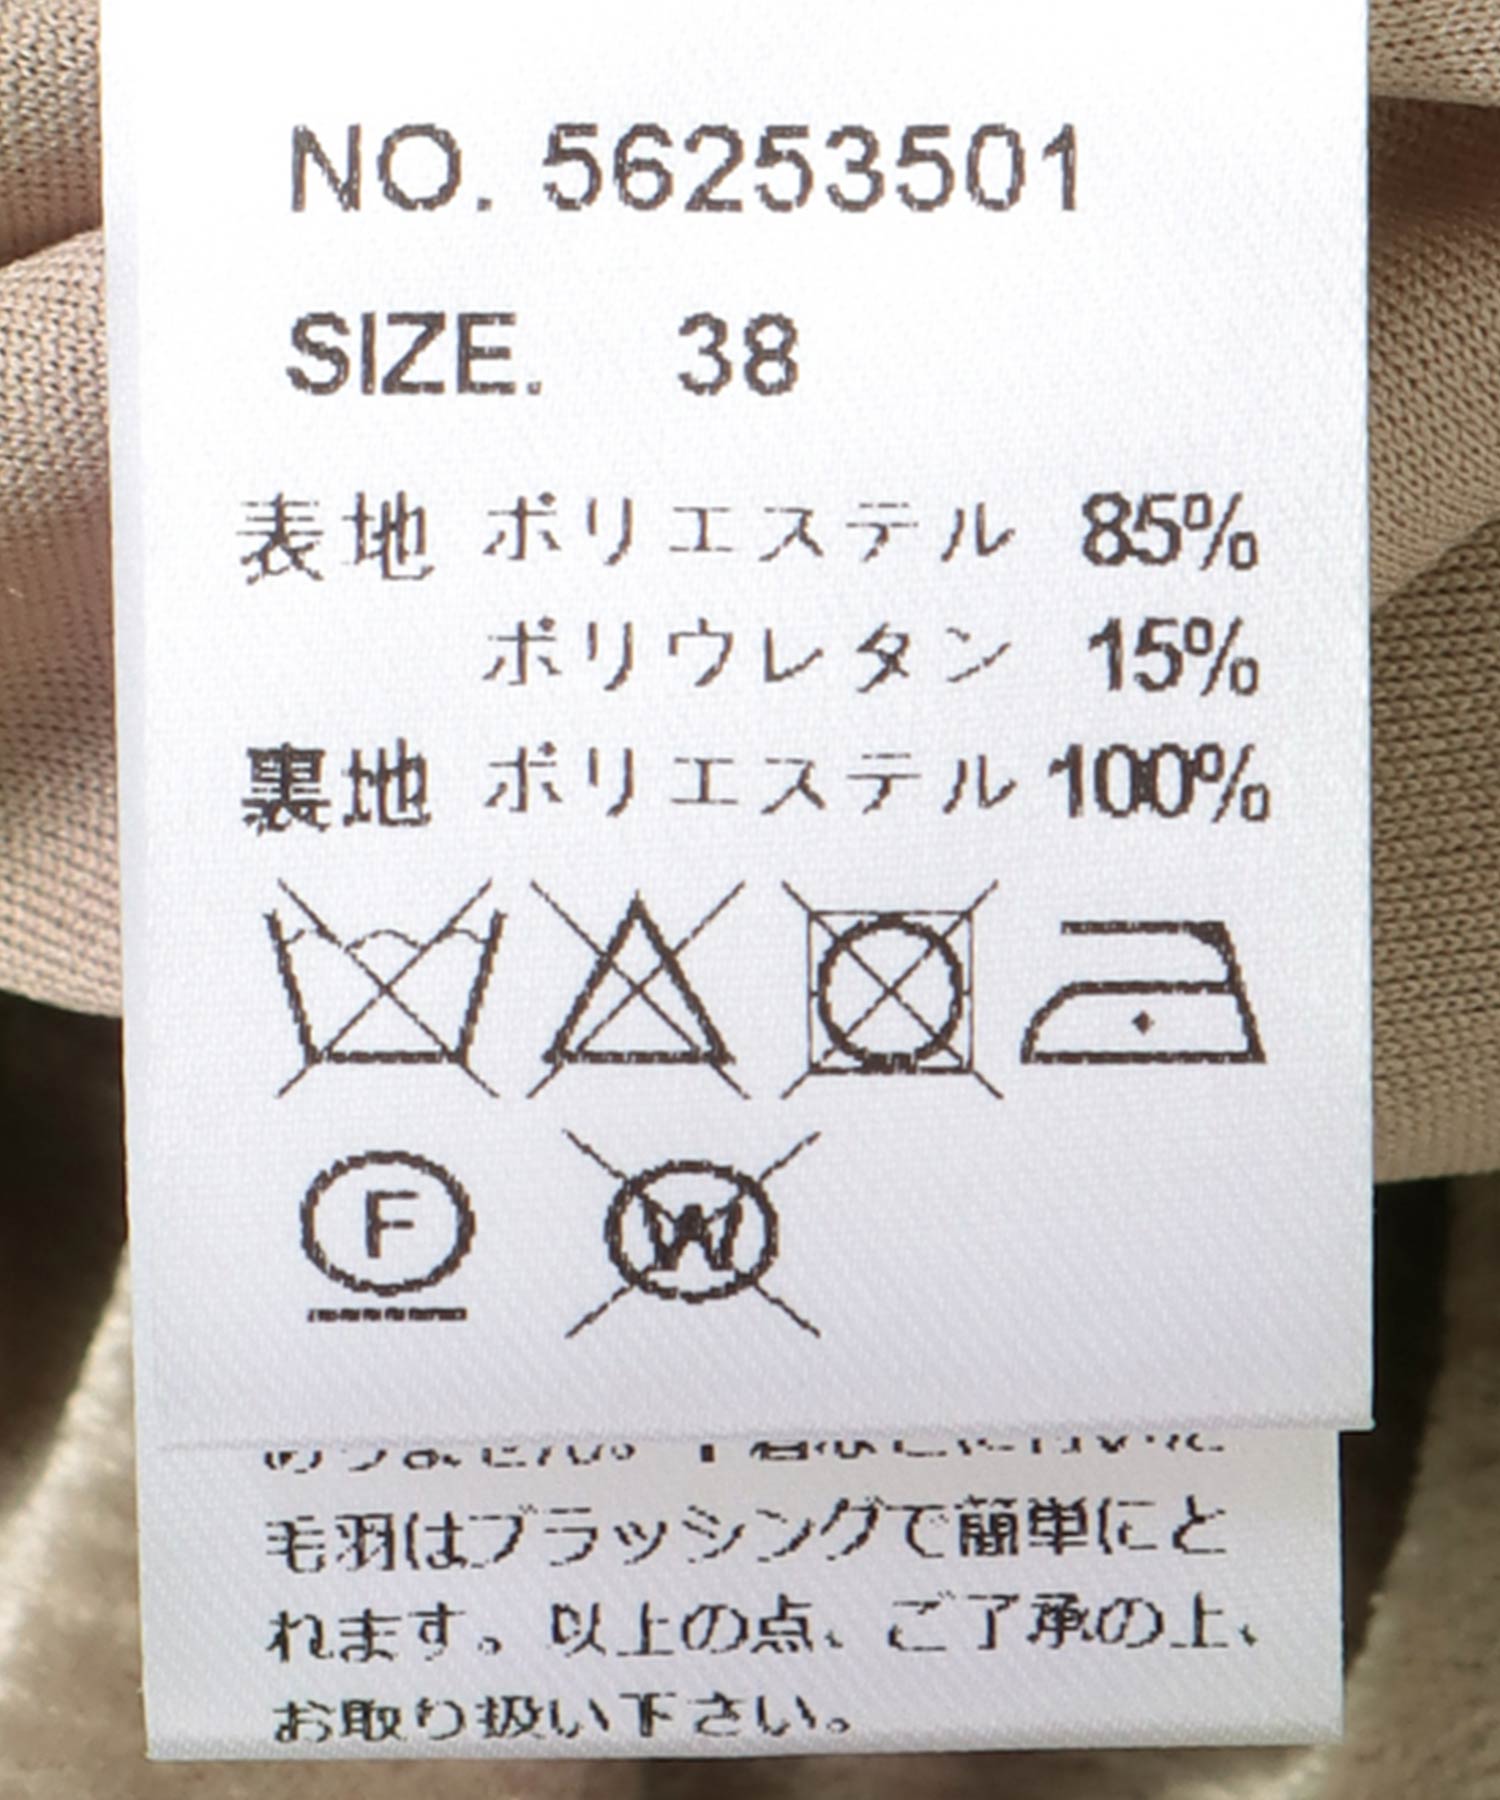 NO. 56253501
SIZE. 38
表地 ポリエステル 85%
ポリウレタン 15%
裏地 ポリエステル 100%
F
W
毛羽はブラッシングで簡単にと
れます。以上の点、ご了承の上、
お取り扱い下さい。